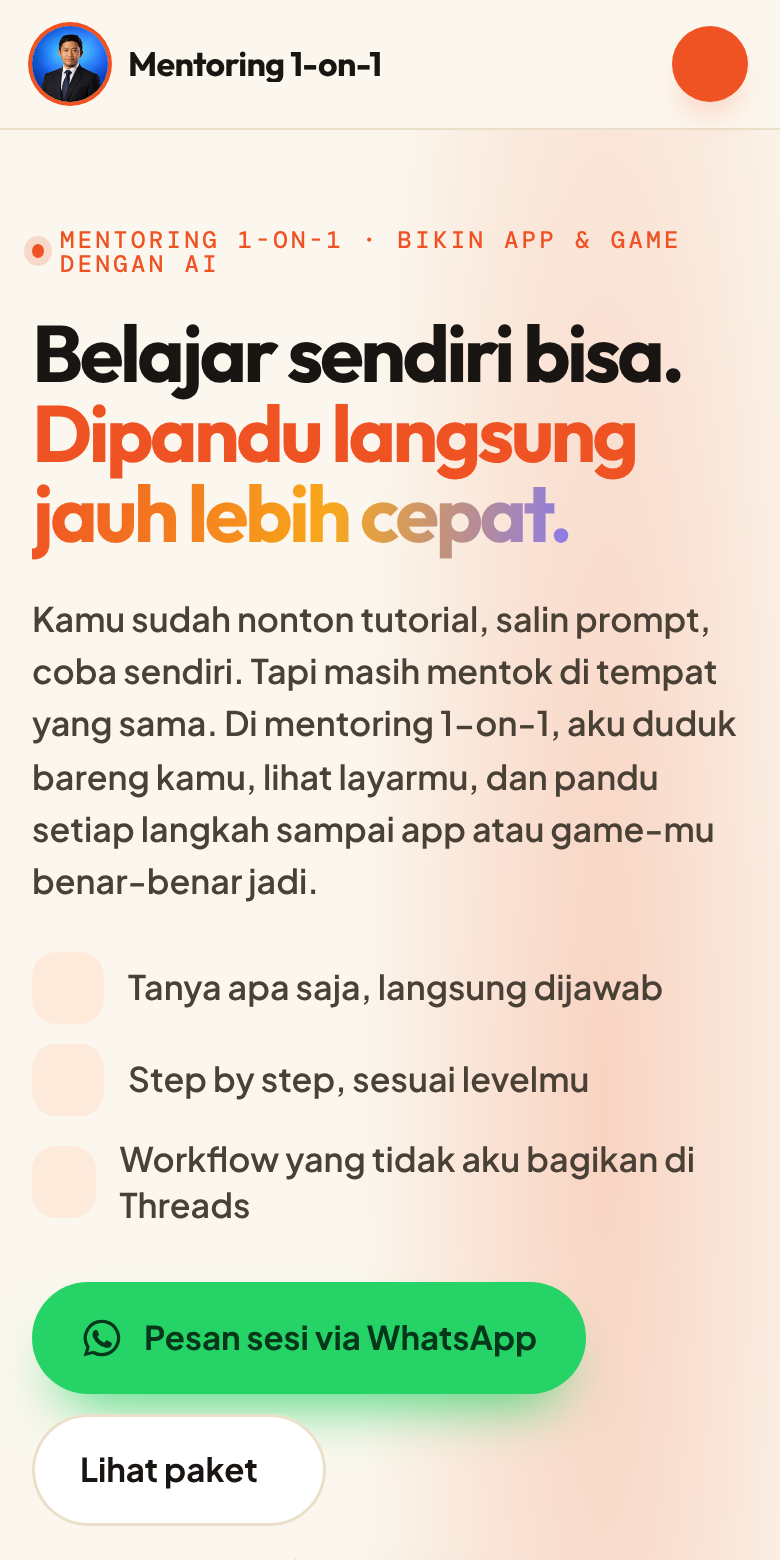 Mentoring 1-on-1
MENTORING 1-ON-1 · BIKIN APP & GAME
DENGAN AI
Belajar sendiri bisa.
Dipandu langsung
jauh lebih cepat.
Kamu sudah nonton tutorial, salin prompt,
coba sendiri. Tapi masih mentok di tempat
yang sama. Di mentoring 1-on-1, aku duduk
bareng kamu, lihat layarmu, dan pandu
setiap langkah sampai app atau game-mu
benar-benar jadi.
Tanya apa saja, langsung dijawab
Step by step, sesuai levelmu
Workflow yang tidak aku bagikan di
Threads
Pesan sesi via WhatsApp
Lihat paket